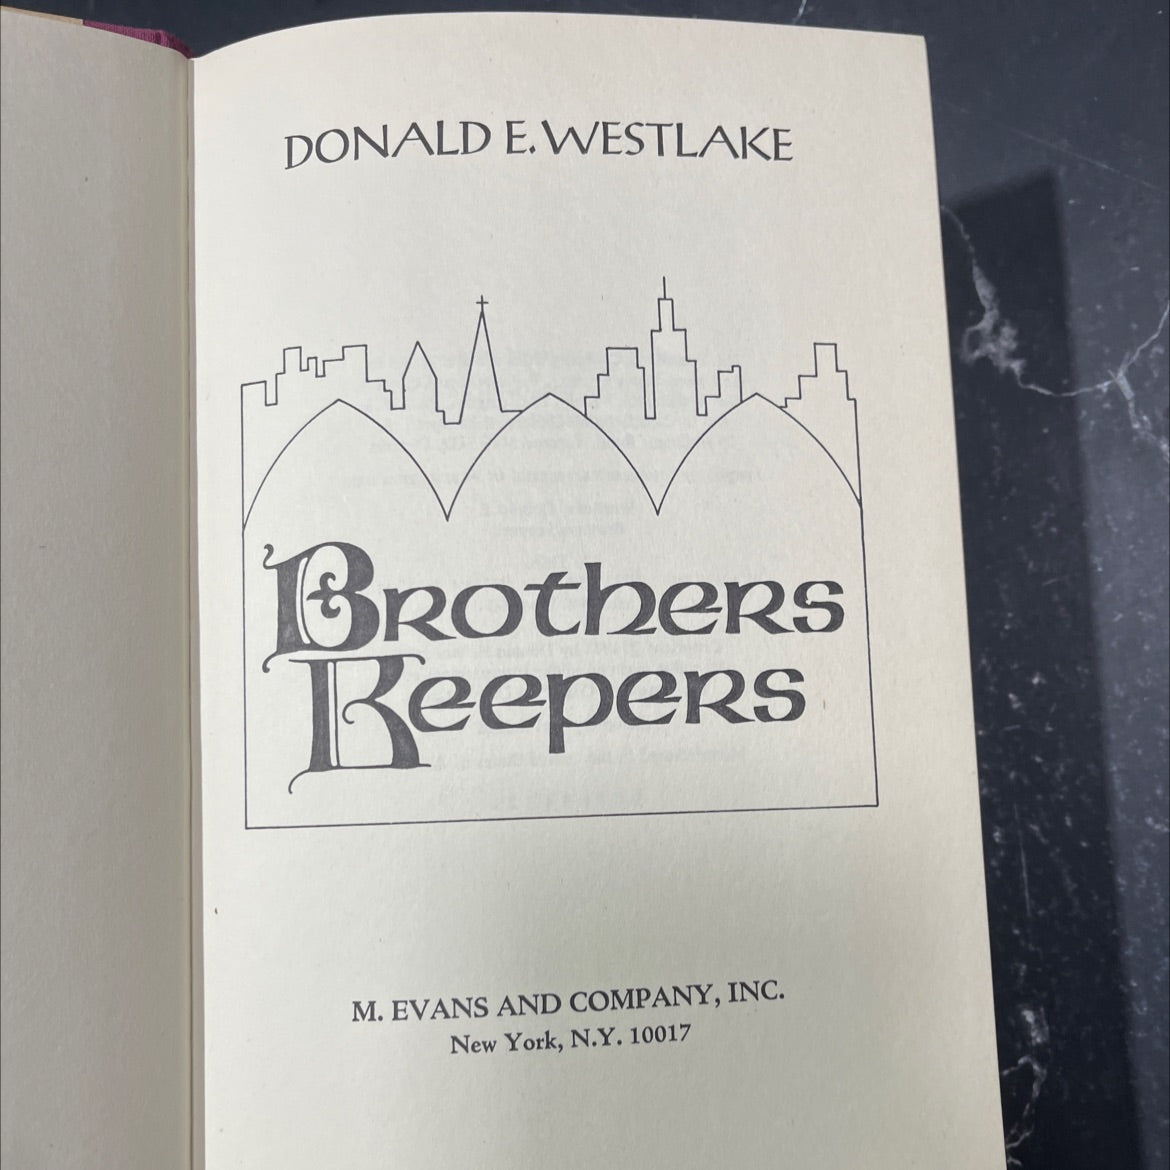 DONALD E. WESTLAKE
Brothers
Keepers
M. EVANS AND COMPANY, INC.
New York, N.Y. 10017